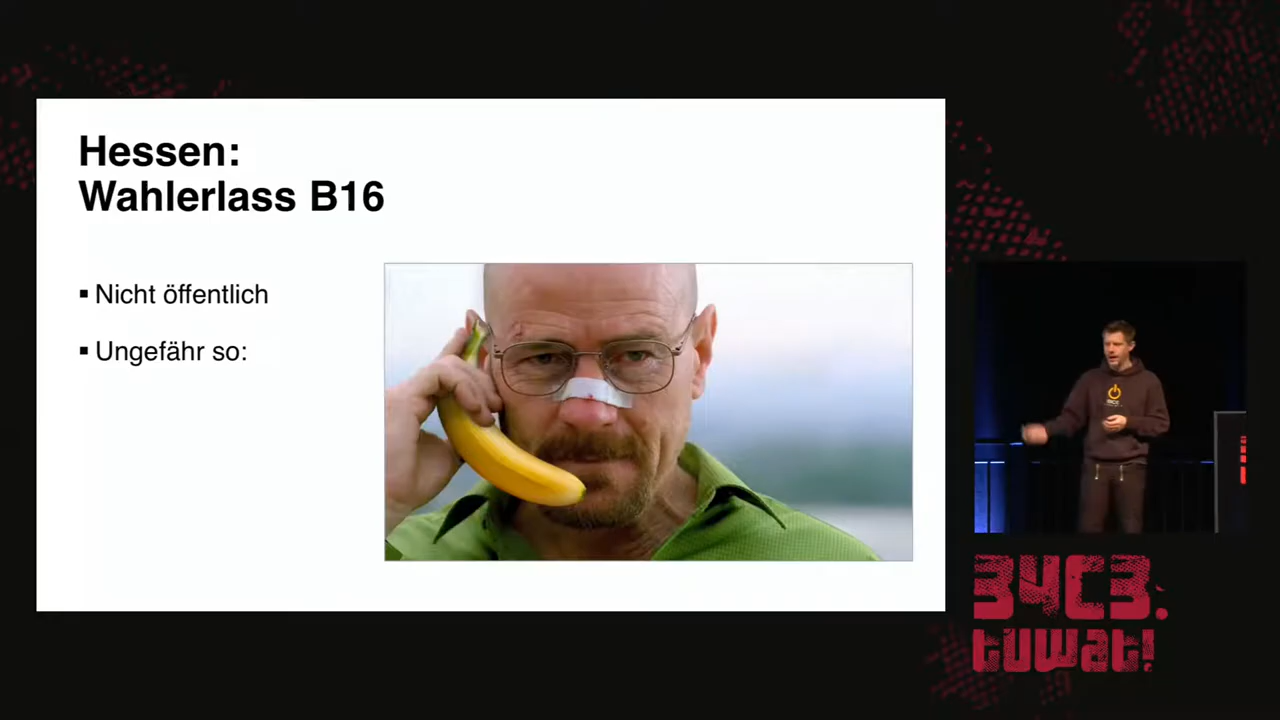 Hessen:
Wahlerlass B16
▪ Nicht öffentlich
▪ Ungefähr so:
34C3.
tuwat!